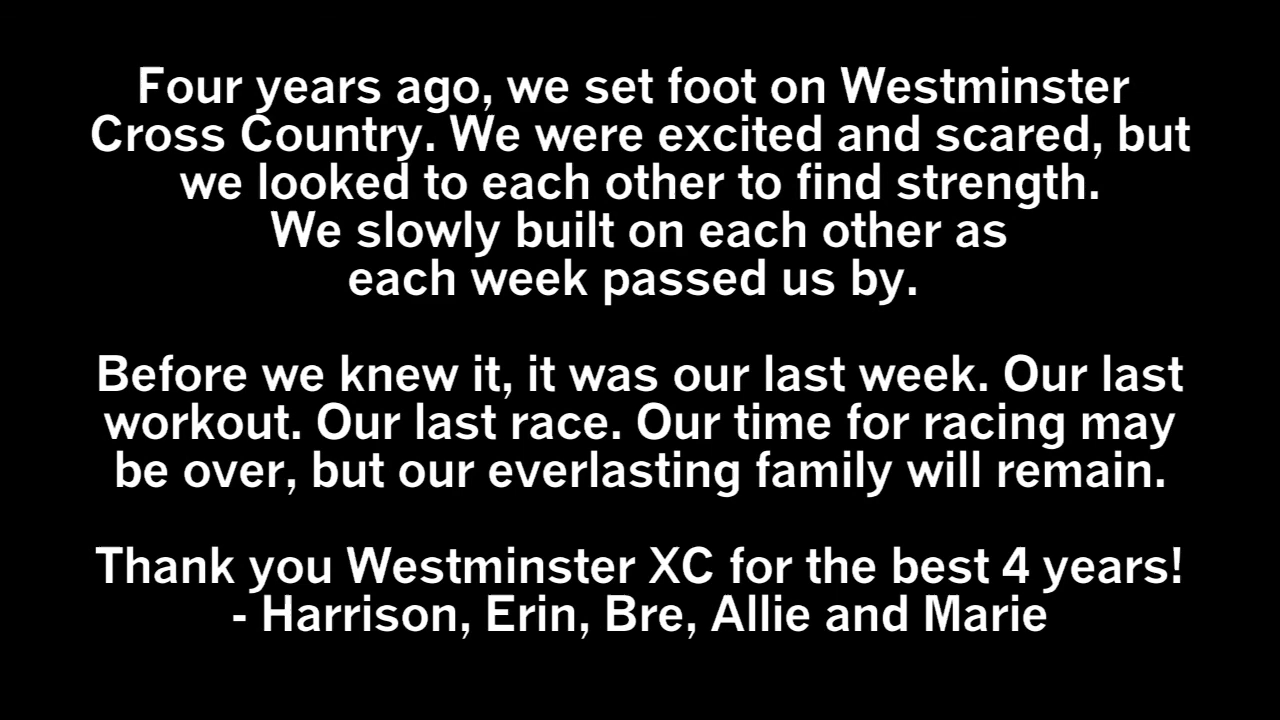 Four years ago, we set foot on Westminster
Cross Country. We were excited and scared, but
we looked to each other to find strength.
We slowly built on each other as
each week passed us by.
Before we knew it, it was our last week. Our last
workout. Our last race. Our time for racing may
be over, but our everlasting family will remain.
Thank you Westminster XC for the best 4 years!
- Harrison, Erin, Bre, Allie and Marie